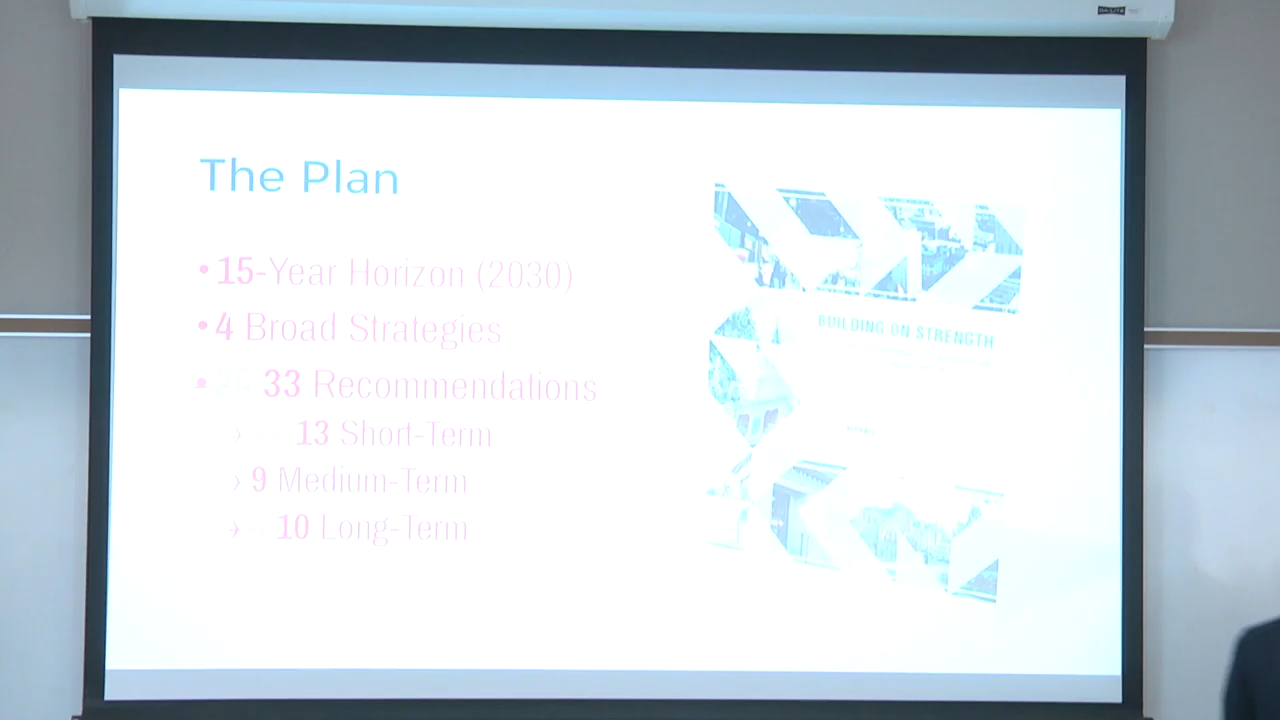 The Plan
• 15-Year Horizon (2030)
• 4 Broad Strategies
• 33 Recommendations
› 13 Short-Term
› 9 Medium-Term
› 10 Long-Term
BUILDING ON STRENGTH